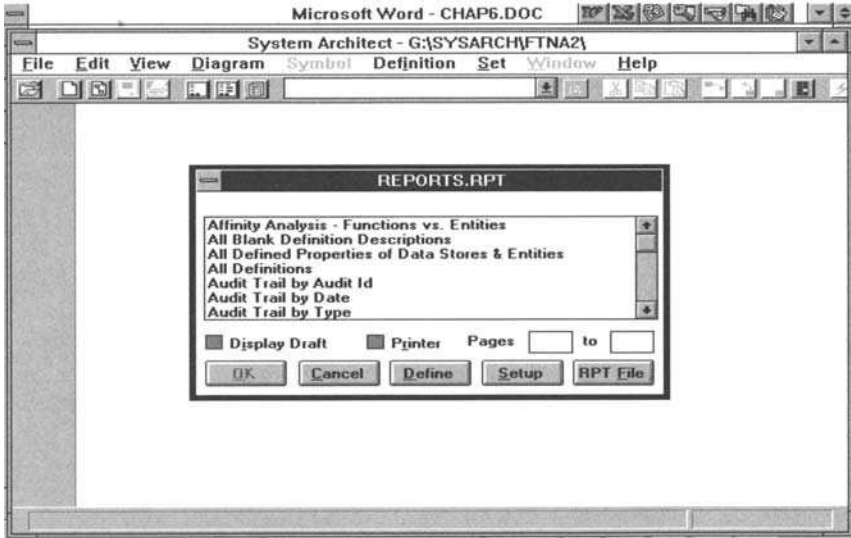 Microsoft Word - CHAP6.DOC
System Architect - G:\SYSARCH\FTNA2\
File Edit View Diagram Symbol Definition Set Window Help
REPORTS.RPT
Affinity Analysis - Functions vs. Entities
All Blank Definition Descriptions
All Defined Properties of Data Stores & Entities
All Definitions
Audit Trail by Audit Id
Audit Trail by Date
Audit Trail by Type
Display Draft Printer Pages to
OK Cancel Define Setup RPT File